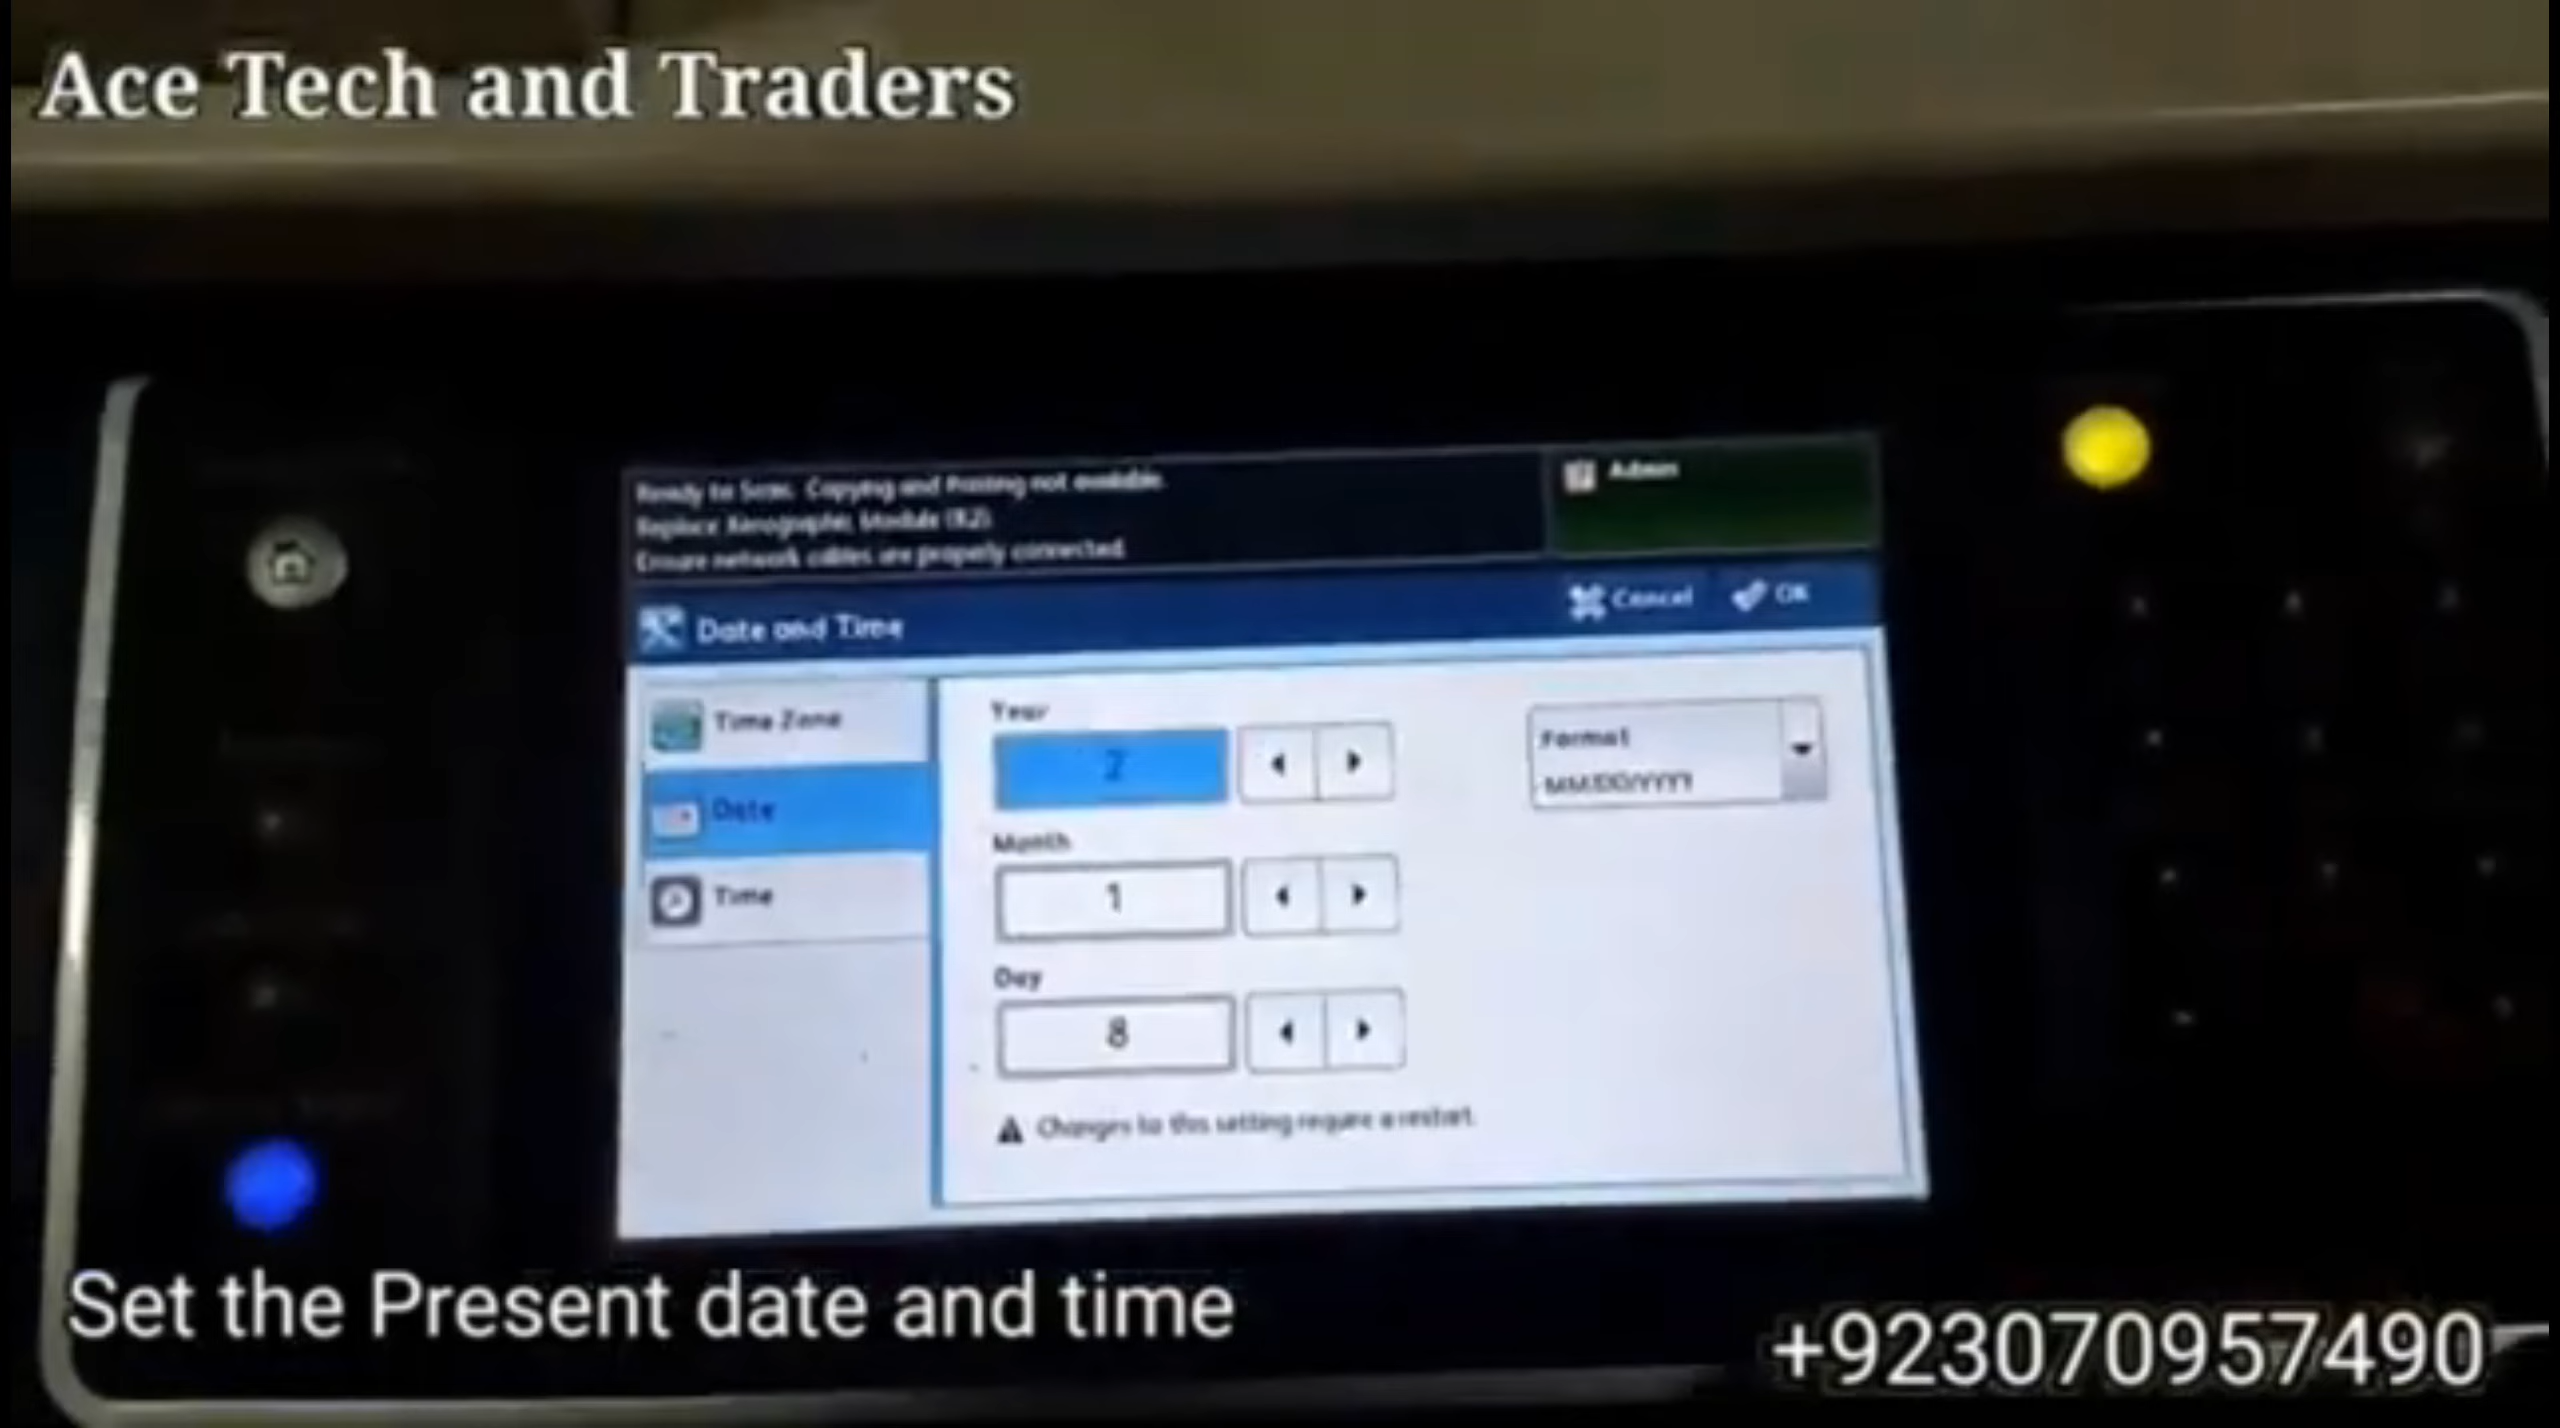 Ace Tech and Traders
Ready to Scan. Copying and Printing not available.
Replace Xerographic Module (R2)
Ensure network cables are properly connected
Admin
Date and Time
Cancel
OK
Time Zone
Date
Time
Year
2
Month
1
Day
8
Format
MM/DD/YYYY
Changes to this setting require a restart.
Set the Present date and time
+923070957490